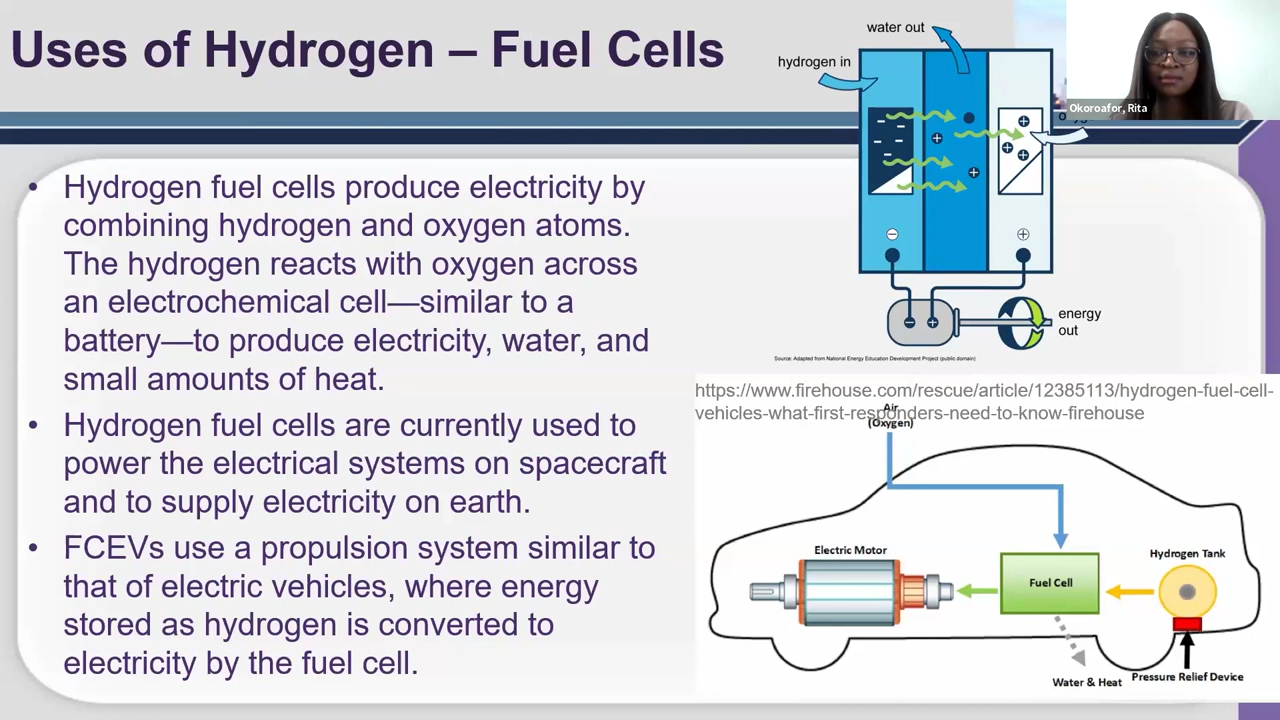 Uses of Hydrogen – Fuel Cells
water out
hydrogen in
Okoroafor, Rita
Hydrogen fuel cells produce electricity by
combining hydrogen and oxygen atoms.
The hydrogen reacts with oxygen across
an electrochemical cell—similar to a
battery—to produce electricity, water, and
small amounts of heat.
Hydrogen fuel cells are currently used to
power the electrical systems on spacecraft
and to supply electricity on earth.
FCEVs use a propulsion system similar to
that of electric vehicles, where energy
stored as hydrogen is converted to
electricity by the fuel cell.
energy
out
Source: Adapted from National Energy Education Development Project (public domain)
https://www.firehouse.com/rescue/article/12385113/hydrogen-fuel-cell-
vehicles-what-first-responders-need-to-know-firehouse
Air
(Oxygen)
Electric Motor
Fuel Cell
Hydrogen Tank
Water & Heat
Pressure Relief Device